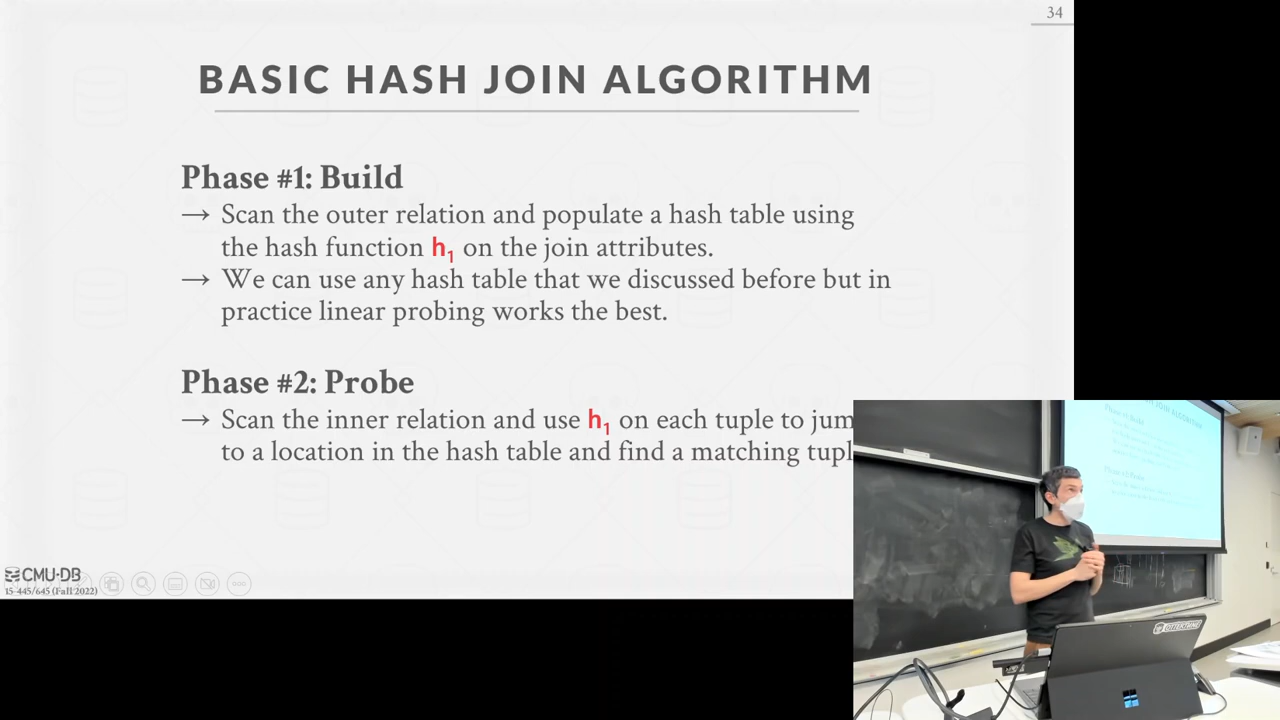 34
BASIC HASH JOIN ALGORITHM
Phase #1: Build
→ Scan the outer relation and populate a hash table using
the hash function h1 on the join attributes.
→ We can use any hash table that we discussed before but in
practice linear probing works the best.
Phase #2: Probe
→ Scan the inner relation and use h1 on each tuple to jum
to a location in the hash table and find a matching tupl
CMU·DB
15-445/645 (Fall 2022)